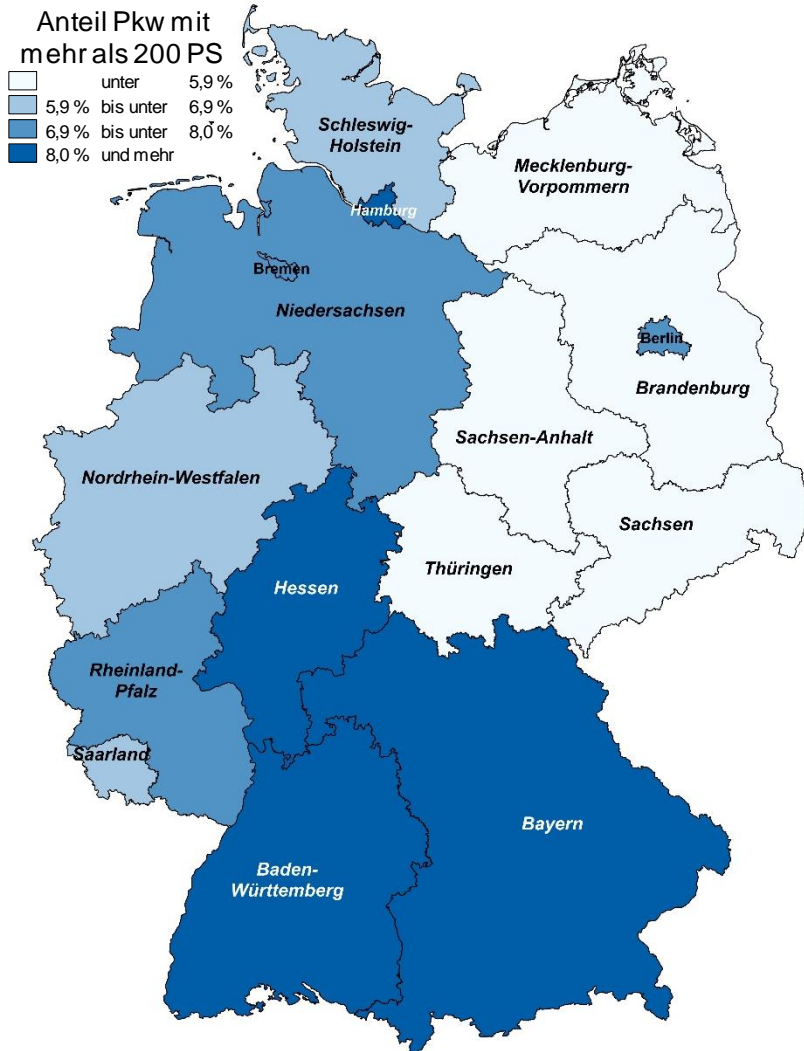 Anteil Pkw mit
mehr als 200 PS
unter 5,9 %
5,9 % bis unter 6,9 %
6,9 % bis unter 8,0 %
8,0 % und mehr
Schleswig-
Holstein
Mecklenburg-
Vorpommern
Hamburg
Bremen
Niedersachsen
Berlin
Brandenburg
Sachsen-Anhalt
Nordrhein-Westfalen
Sachsen
Thüringen
Hessen
Rheinland-
Pfalz
Saarland
Bayern
Baden-
Württemberg